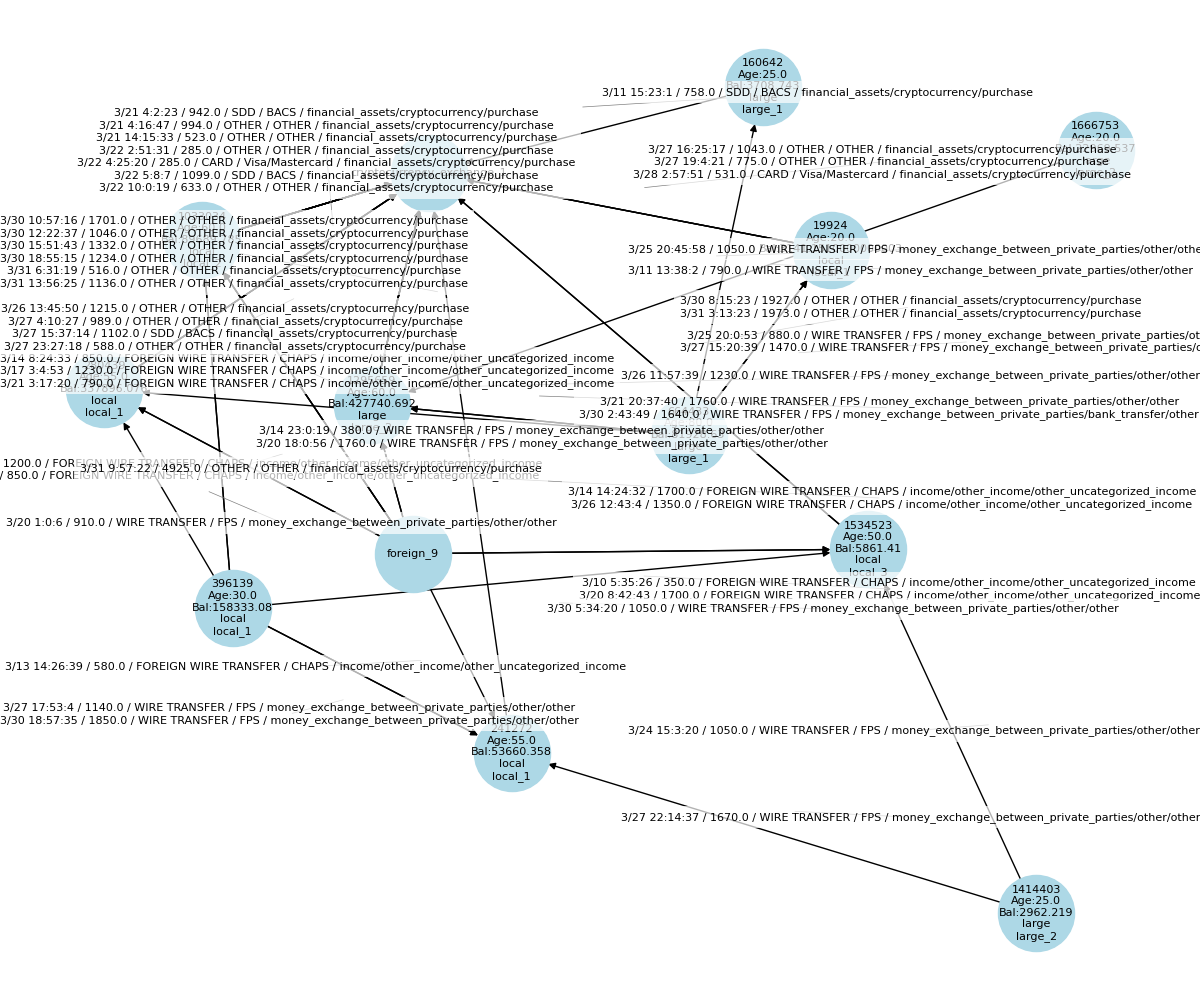 160642
Age:25.0
large
large_1
3/11 15:23:1 / 758.0 / SDD / BACS / financial_assets/cryptocurrency/purchase
3/21 4:2:23 / 942.0 / SDD / BACS / financial_assets/cryptocurrency/purchase
3/21 4:16:47 / 994.0 / OTHER / OTHER / financial_assets/cryptocurrency/purchase
3/21 14:15:33 / 523.0 / OTHER / OTHER / financial_assets/cryptocurrency/purchase
3/22 2:51:31 / 285.0 / OTHER / OTHER / financial_assets/cryptocurrency/purchase
3/22 4:25:20 / 285.0 / CARD / Visa/Mastercard / financial_assets/cryptocurrency/purchase
3/22 5:8:7 / 1099.0 / SDD / BACS / financial_assets/cryptocurrency/purchase
3/22 10:0:19 / 633.0 / OTHER / OTHER / financial_assets/cryptocurrency/purchase
1666753
Age:20.0
3/27 16:25:17 / 1043.0 / OTHER / OTHER / financial_assets/cryptocurrency/purchase
3/27 19:4:21 / 775.0 / OTHER / OTHER / financial_assets/cryptocurrency/purchase
3/28 2:57:51 / 531.0 / CARD / Visa/Mastercard / financial_assets/cryptocurrency/purchase
3/30 10:57:16 / 1701.0 / OTHER / OTHER / financial_assets/cryptocurrency/purchase
3/30 12:22:37 / 1046.0 / OTHER / OTHER / financial_assets/cryptocurrency/purchase
3/30 15:51:43 / 1332.0 / OTHER / OTHER / financial_assets/cryptocurrency/purchase
3/30 18:55:15 / 1234.0 / OTHER / OTHER / financial_assets/cryptocurrency/purchase
3/31 6:31:19 / 516.0 / OTHER / OTHER / financial_assets/cryptocurrency/purchase
3/31 13:56:25 / 1136.0 / OTHER / OTHER / financial_assets/cryptocurrency/purchase
19924
Age:20.0
local
3/25 20:45:58 / 1050.0 / WIRE TRANSFER / FPS / money_exchange_between_private_parties/other/othe
3/11 13:38:2 / 790.0 / WIRE TRANSFER / FPS / money_exchange_between_private_parties/other/other
3/30 8:15:23 / 1927.0 / OTHER / OTHER / financial_assets/cryptocurrency/purchase
3/31 3:13:23 / 1973.0 / OTHER / OTHER / financial_assets/cryptocurrency/purchase
3/26 13:45:50 / 1215.0 / OTHER / OTHER / financial_assets/cryptocurrency/purchase
3/27 4:10:27 / 989.0 / OTHER / OTHER / financial_assets/cryptocurrency/purchase
3/27 15:37:14 / 1102.0 / SDD / BACS / financial_assets/cryptocurrency/purchase
3/27 23:27:18 / 588.0 / OTHER / OTHER / financial_assets/cryptocurrency/purchase
3/14 8:24:33 / 650.0 / FOREIGN WIRE TRANSFER / CHAPS / income/other_income/other_uncategorized_income
3/17 3:4:53 / 1230.0 / FOREIGN WIRE TRANSFER / CHAPS / income/other_income/other_uncategorized_income
3/21 3:17:20 / 790.0 / FOREIGN WIRE TRANSFER / CHAPS / income/other_income/other_uncategorized_income
local
local_1
3/25 20:0:53 / 880.0 / WIRE TRANSFER / FPS / money_exchange_between_private_parties/ot
3/27 15:20:39 / 1470.0 / WIRE TRANSFER / FPS / money_exchange_between_private_parties/o
3/26 11:57:39 / 1230.0 / WIRE TRANSFER / FPS / money_exchange_between_private_parties/other
Age:60.0
Bal:427740.692
large
3/21 20:37:40 / 1760.0 / WIRE TRANSFER / FPS / money_exchange_between_private_parties/other/other
3/30 2:43:49 / 1640.0 / WIRE TRANSFER / FPS / money_exchange_between_private_parties/bank_transfer/other
3/14 23:0:19 / 380.0 / WIRE TRANSFER / FPS / money_exchange_between_private_parties/other/other
3/20 18:0:56 / 1760.0 / WIRE TRANSFER / FPS / money_exchange_between_private_parties/other/other
large_1
1200.0 / FOREIGN WIRE TRANSFER / CHAPS / income/other_income/other_uncategorized_income
3/31 9:57:22 / 4925.0 / OTHER / OTHER / financial_assets/cryptocurrency/purchase
/ 850.0 / FOREIGN WIRE TRANSFER / CHAPS / income/other_income/other_uncategorized_income
3/14 14:24:32 / 1700.0 / FOREIGN WIRE TRANSFER / CHAPS / income/other_income/other_uncategorized_income
3/26 12:43:4 / 1350.0 / FOREIGN WIRE TRANSFER / CHAPS / income/other_income/other_uncategorized_income
3/20 1:0:6 / 910.0 / WIRE TRANSFER / FPS / money_exchange_between_private_parties/other/other
foreign_9
1534523
Age:50.0
Bal:5861.41
local
local_3
3/10 5:35:26 / 350.0 / FOREIGN WIRE TRANSFER / CHAPS / income/other_income/other_uncategorized_income
3/20 8:42:43 / 1700.0 / FOREIGN WIRE TRANSFER / CHAPS / income/other_income/other_uncategorized_income
3/30 5:34:20 / 1050.0 / WIRE TRANSFER / FPS / money_exchange_between_private_parties/other/other
396139
Age:30.0
Bal:158333.08
local
local_1
3/13 14:26:39 / 580.0 / FOREIGN WIRE TRANSFER / CHAPS / income/other_income/other_uncategorized_income
3/27 17:53:4 / 1140.0 / WIRE TRANSFER / FPS / money_exchange_between_private_parties/other/other
3/30 18:57:35 / 1850.0 / WIRE TRANSFER / FPS / money_exchange_between_private_parties/other/other
241272
Age:55.0
Bal:53660.358
local
local_1
3/24 15:3:20 / 1050.0 / WIRE TRANSFER / FPS / money_exchange_between_private_parties/other/other
3/27 22:14:37 / 1670.0 / WIRE TRANSFER / FPS / money_exchange_between_private_parties/other/other
1414403
Age:25.0
Bal:2962.219
large
large_2